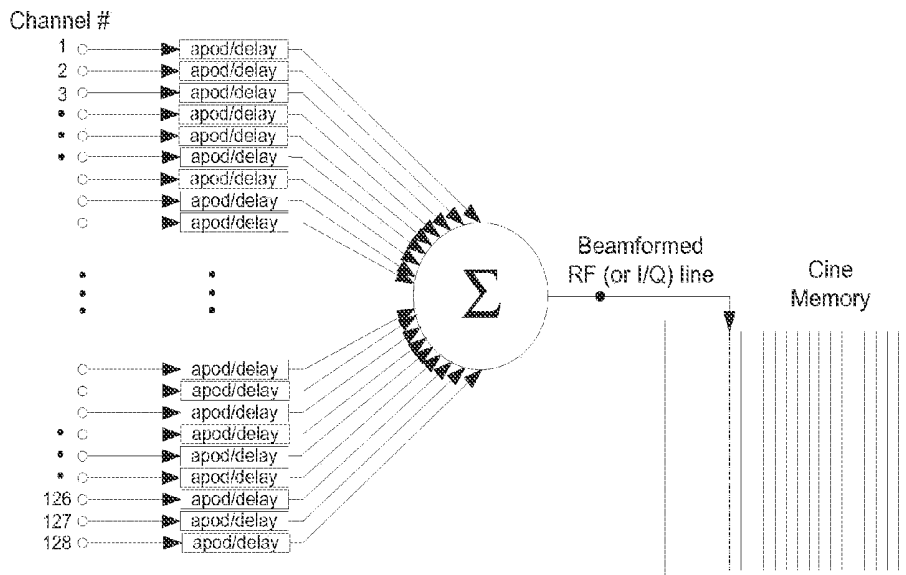 Channel #
1 apod/delay
2 apod/delay
3 apod/delay
apod/delay
apod/delay
apod/delay
apod/delay
apod/delay
apod/delay
Σ
Beamformed
RF (or I/Q) line
Cine
Memory
apod/delay
apod/delay
apod/delay
apod/delay
apod/delay
apod/delay
126 apod/delay
127 apod/delay
128 apod/delay